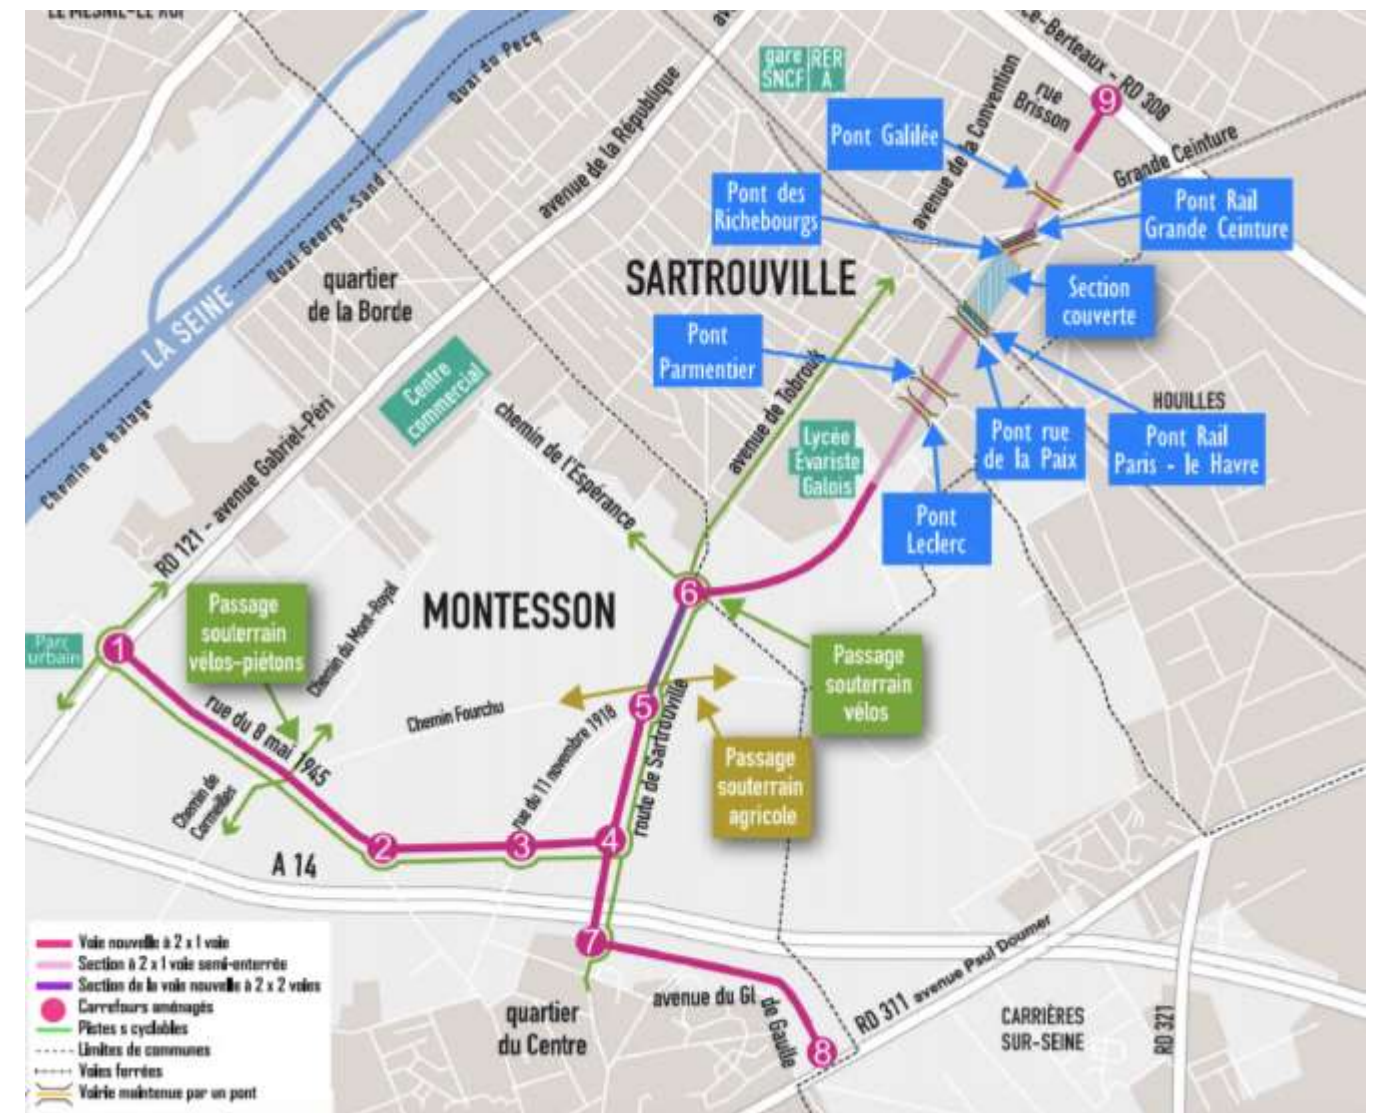 LE MESNIL-LE ROI
Quai du Pecq
avenue de la République
gare
SNCF
RER
A
avenue de la Convention
rue
Brisson
ce-Berteaux - RD 308
9
Pont Galilée
Grande Ceinture
Pont des
Richebourgs
Pont Rail
Grande Ceinture
Quai George-Sand
quartier
de la Borde
SARTROUVILLE
Section
couverte
LA SEINE
Pont
Parmentier
Centre
commercial
HOUILLES
Chemin de halage
RD 121 - avenue Gabriel-Péri
chemin de l'Espérance
avenue de Tobrouk
Lycée
Évariste
Galois
Pont rue
de la Paix
Pont Rail
Paris - le Havre
Pont
Leclerc
6
MONTESSON
Passage
souterrain
vélos-piétons
Chemin du Mont-Royal
Parc
urbain
1
Passage
souterrain
vélos
rue du 8 mai 1945
Chemin Fourchu
5
rue du 11 novembre 1918
route de Sartrouville
Passage
souterrain
agricole
Chemin de
Cormeilles
2
3
4
A 14
7
avenue du Gl
de Gaulle
8
RD 311 avenue Paul Doumer
quartier
du Centre
CARRIÈRES
SUR-SEINE
RD 321
Voie nouvelle à 2 x 1 voie
Section à 2 x 1 voie semi-enterrée
Section de la voie nouvelle à 2 x 2 voies
Carrefours aménagés
Pistes s cyclables
Limites de communes
Voies ferrées
Voirie maintenue par un pont